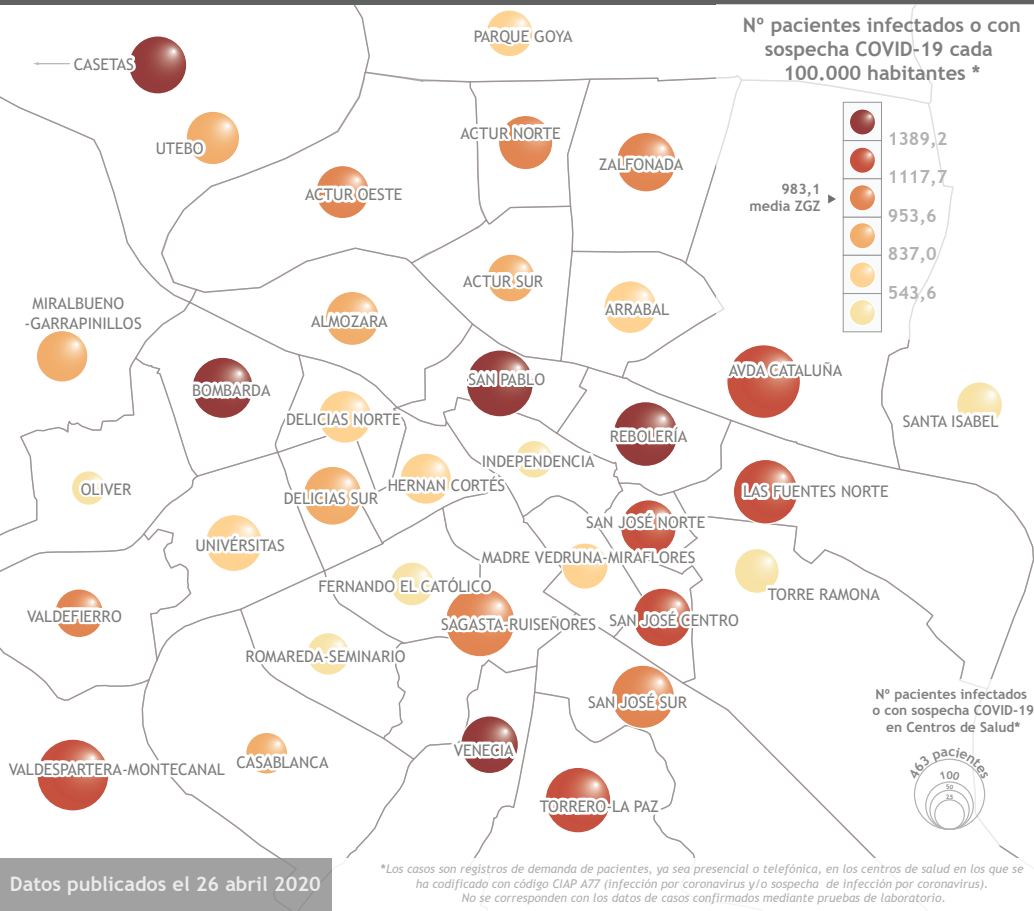 PARQUE GOYA
Nº pacientes infectados o con
sospecha COVID-19 cada
100.000 habitantes *
1389,2
1117,7
983,1
media ZGZ
953,6
837,0
543,6
CASETAS
UTEBO
ACTUR NORTE
ZALFONADA
ACTUR OESTE
ACTUR SUR
MIRALBUENO
-GARRAPINILLOS
ALMOZARA
ARRABAL
BOMBARDA
SAN PABLO
AVDA CATALUÑA
DELICIAS NORTE
REBOLERÍA
SANTA ISABEL
INDEPENDENCIA
OLIVER
DELICIAS SUR
HERNAN CORTÉS
LAS FUENTES NORTE
SAN JOSÉ NORTE
UNIVÉRSITAS
MADRE VEDRUNA-MIRAFLORES
FERNANDO EL CATÓLICO
TORRE RAMONA
VALDEFIERRO
SAGASTA-RUISEÑORES
SAN JOSÉ CENTRO
ROMAREDA-SEMINARIO
SAN JOSÉ SUR
VENECIA
CASABLANCA
VALDESPARTERA-MONTECANAL
TORRERO-LA PAZ
Nº pacientes infectados
o con sospecha COVID-19
en Centros de Salud*
463 pacientes
100
50
25
Datos publicados el 26 abril 2020
*Los casos son registros de demanda de pacientes, ya sea presencial o telefónica, en los centros de salud en los que se
ha codificado con código CIAP A77 (infección por coronavirus y/o sospecha de infección por coronavirus).
No se corresponden con los datos de casos confirmados mediante pruebas de laboratorio.